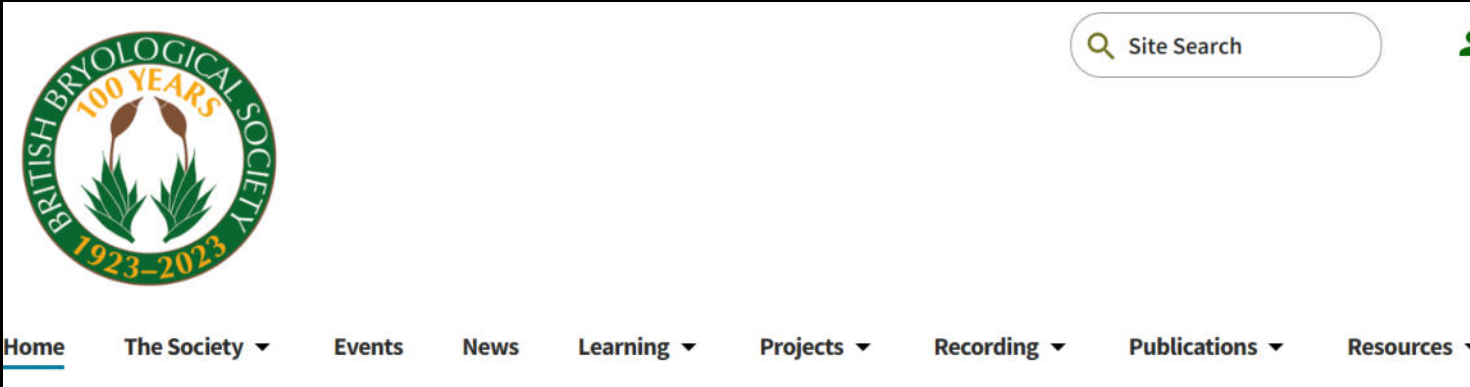 BRITISH BRYOLOGICAL SOCIETY
100 YEARS
1923–2023
Site Search
Home The Society Events News Learning Projects Recording Publications Resources